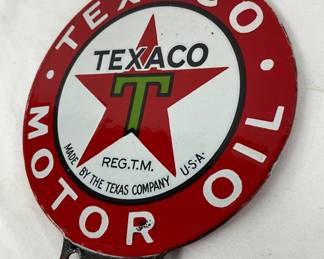 TEXACO
TEXACO
T
REG. T.M.
MADE BY THE TEXAS COMPANY U·S·A·
MOTOR OIL